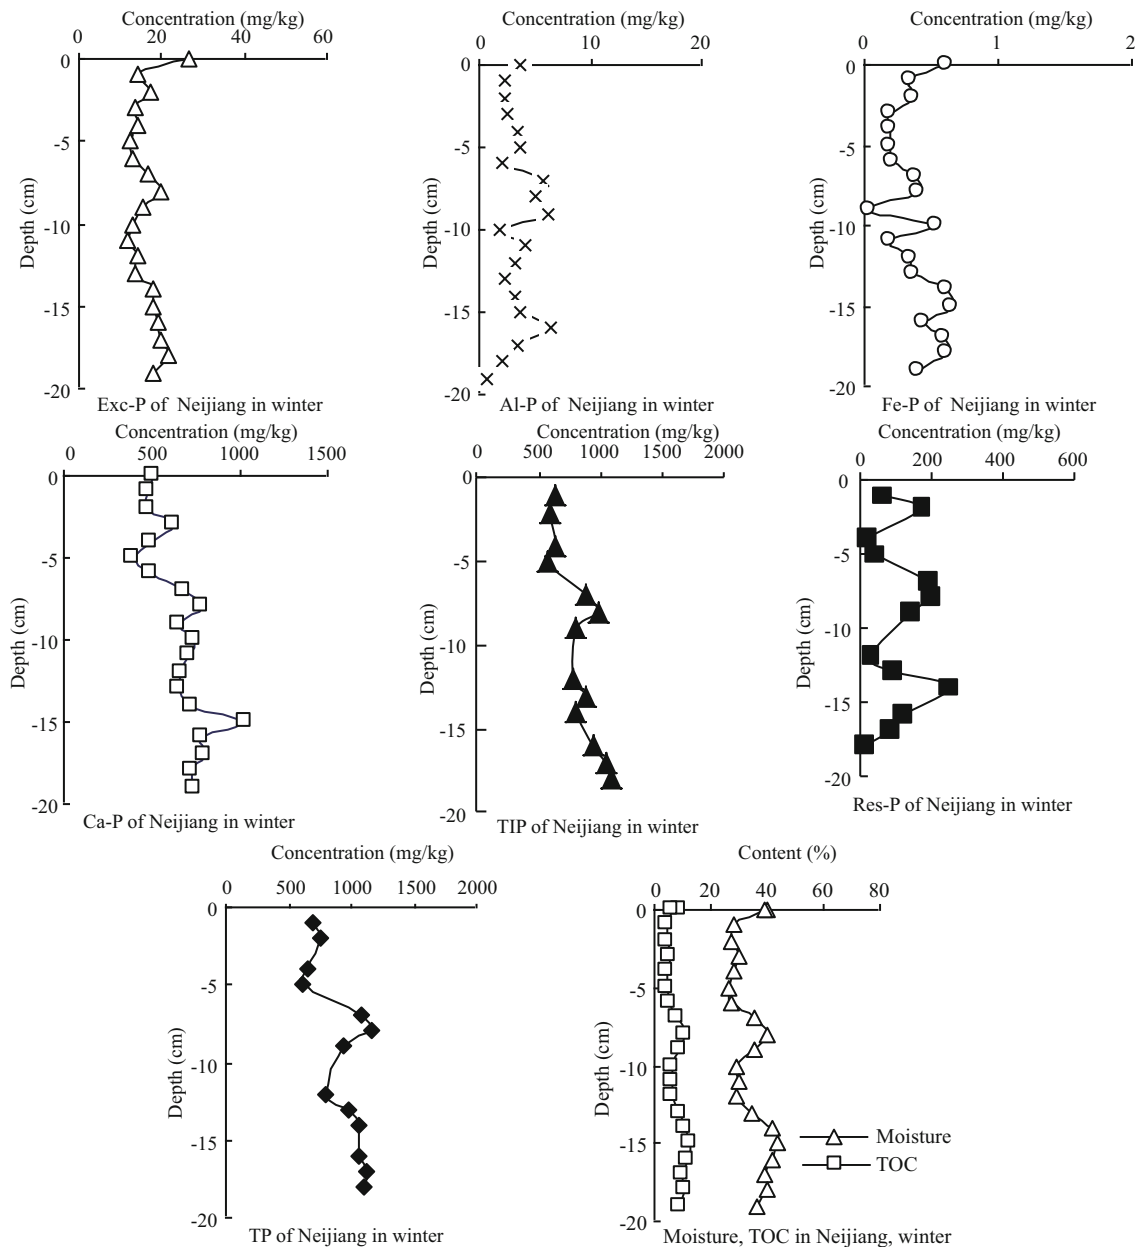 Concentration (mg/kg)
0 20 40 60
0
-5
-10
-15
-20
Depth (cm)
Exc-P of Neijiang in winter
Concentration (mg/kg)
0 10 20
0
-5
-10
-15
-20
Depth (cm)
Al-P of Neijiang in winter
Concentration (mg/kg)
0 1 2
0
-5
-10
-15
-20
Depth (cm)
Fe-P of Neijiang in winter
Concentration (mg/kg)
0 500 1000 1500
0
-5
-10
-15
-20
Depth (cm)
Ca-P of Neijiang in winter
Concentration (mg/kg)
0 500 1000 1500 2000
0
-5
-10
-15
-20
Depth (cm)
TIP of Neijiang in winter
Concentration (mg/kg)
0 200 400 600
0
-5
-10
-15
-20
Depth (cm)
Res-P of Neijiang in winter
Concentration (mg/kg)
0 500 1000 1500 2000
0
-5
-10
-15
-20
Depth (cm)
TP of Neijiang in winter
Content (%)
0 20 40 60 80
0
-5
-10
-15
-20
Depth (cm)
Moisture
TOC
Moisture, TOC in Neijiang, winter